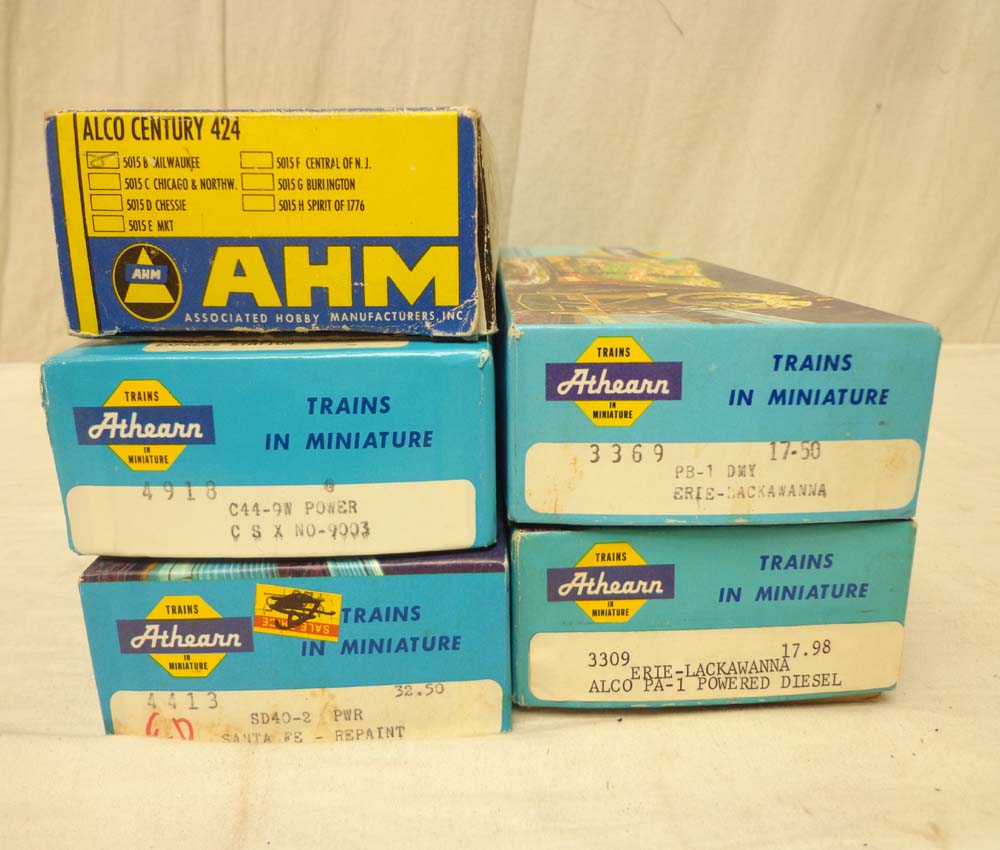 ALCO CENTURY 424
5015 B MILWAUKEE
5015 F CENTRAL OF N. J.
5015 C CHICAGO & NORTHW.
5015 G BURLINGTON
5015 D CHESSIE
5015 H SPIRIT OF 1776
5015 E MKT
AHM
AHM
ASSOCIATED HOBBY MANUFACTURERS, INC.
TRAINS
Athearn
IN
MINIATURE
TRAINS
IN MINIATURE
4918
C44-9W POWER
C S X NO-9003
TRAINS
Athearn
IN
MINIATURE
SALE
TRAINS
IN MINIATURE
4413 32.50
SD40-2 PWR
SANTA FE - REPAINT
TRAINS
Athearn
IN
MINIATURE
TRAINS
IN MINIATURE
3369 17-50
PB-1 DMY
ERIE-LACKAWANNA
TRAINS
Athearn
IN
MINIATURE
TRAINS
IN MINIATURE
3309 17.98
ERIE-LACKAWANNA
ALCO PA-1 POWERED DIESEL